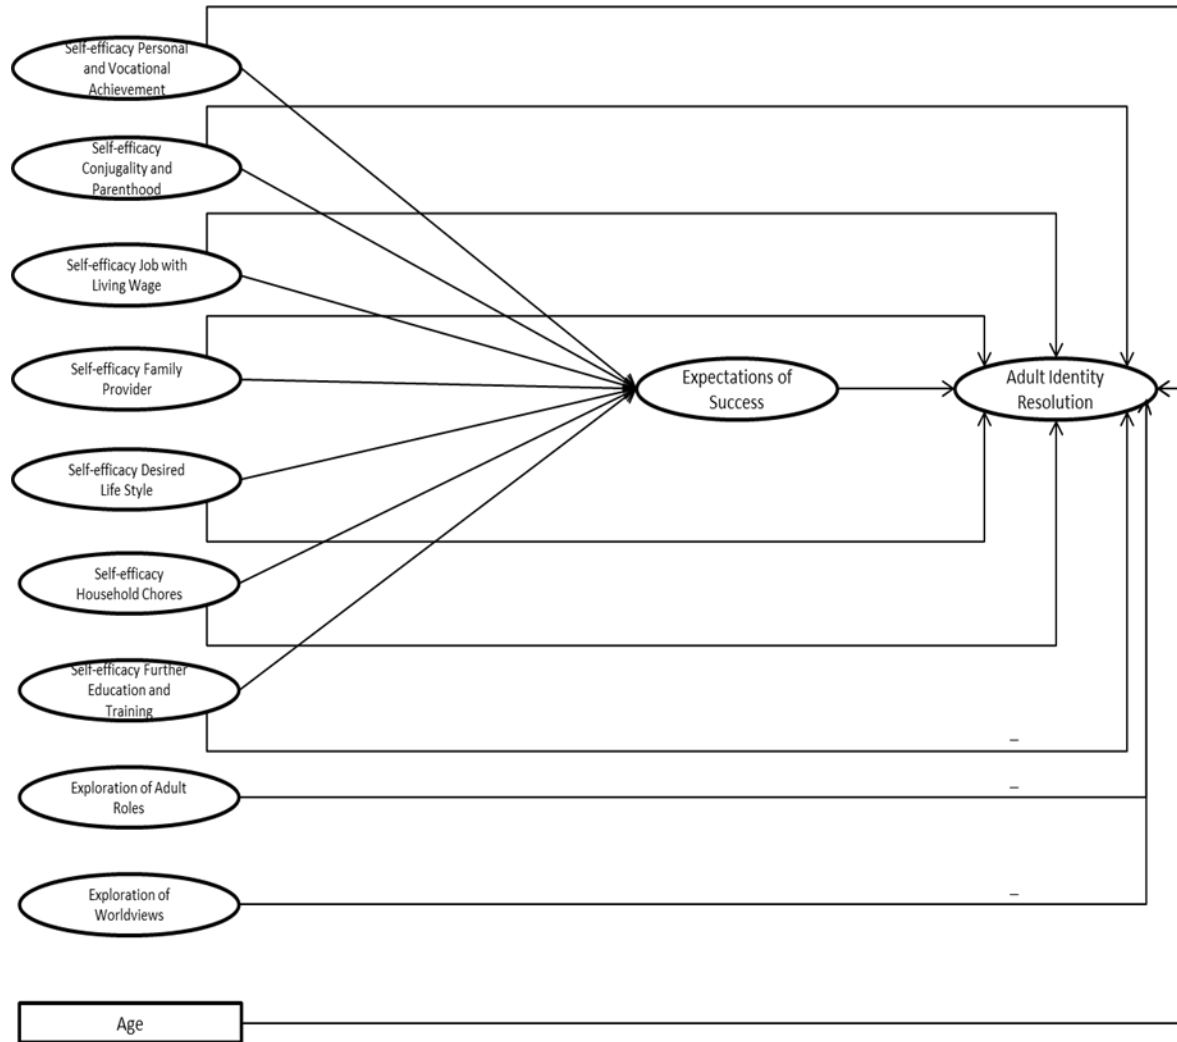 Self-efficacy Personal
and Vocational
Achievement
Self-efficacy
Conjugality and
Parenthood
Self-efficacy Job with
Living Wage
Self-efficacy Family
Provider
Expectations of
Success
Adult Identity
Resolution
Self-efficacy Desired
Life Style
Self-efficacy
Household Chores
Self-efficacy Further
Education and
Training
–
Exploration of Adult
Roles
–
Exploration of
Worldviews
–
Age